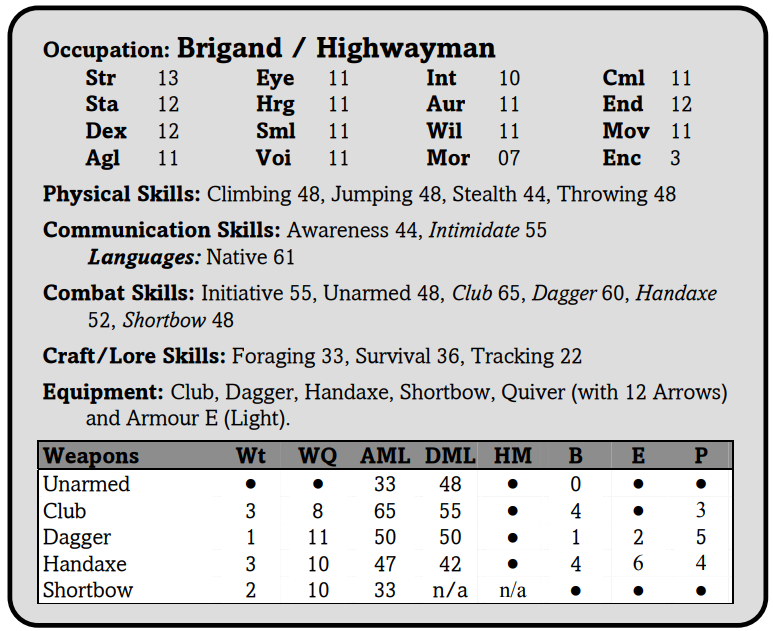 Occupation: Brigand / Highwayman
Str 13 Eye 11 Int 10 Cml 11
Sta 12 Hrg 11 Aur 11 End 12
Dex 12 Sml 11 Wil 11 Mov 11
Agl 11 Voi 11 Mor 07 Enc 3
Physical Skills: Climbing 48, Jumping 48, Stealth 44, Throwing 48
Communication Skills: Awareness 44, Intimidate 55
Languages: Native 61
Combat Skills: Initiative 55, Unarmed 48, Club 65, Dagger 60, Handaxe
52, Shortbow 48
Craft/Lore Skills: Foraging 33, Survival 36, Tracking 22
Equipment: Club, Dagger, Handaxe, Shortbow, Quiver (with 12 Arrows)
and Armour E (Light).
Weapons Wt WQ AML DML HM B E P
Unarmed • • 33 48 • 0 • •
Club 3 8 65 55 • 4 • 3
Dagger 1 11 50 50 • 1 2 5
Handaxe 3 10 47 42 • 4 6 4
Shortbow 2 10 33 n/a n/a • • •